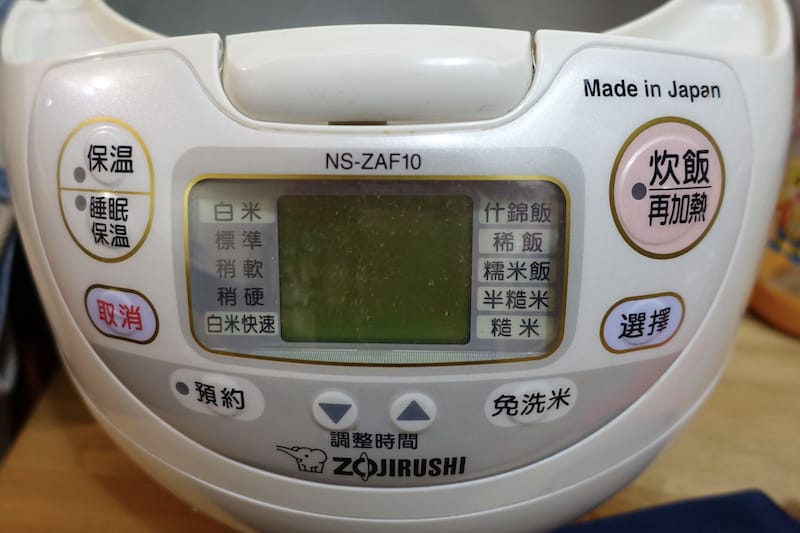 Made in Japan
NS-ZAF10
保温
睡眠
保温
取消
白米
標準
稍軟
稍硬
白米快速
什錦飯
稀飯
糯米飯
半糙米
糙米
炊飯
再加熱
選擇
預約
調整時間
免洗米
ZOJIRUSHI